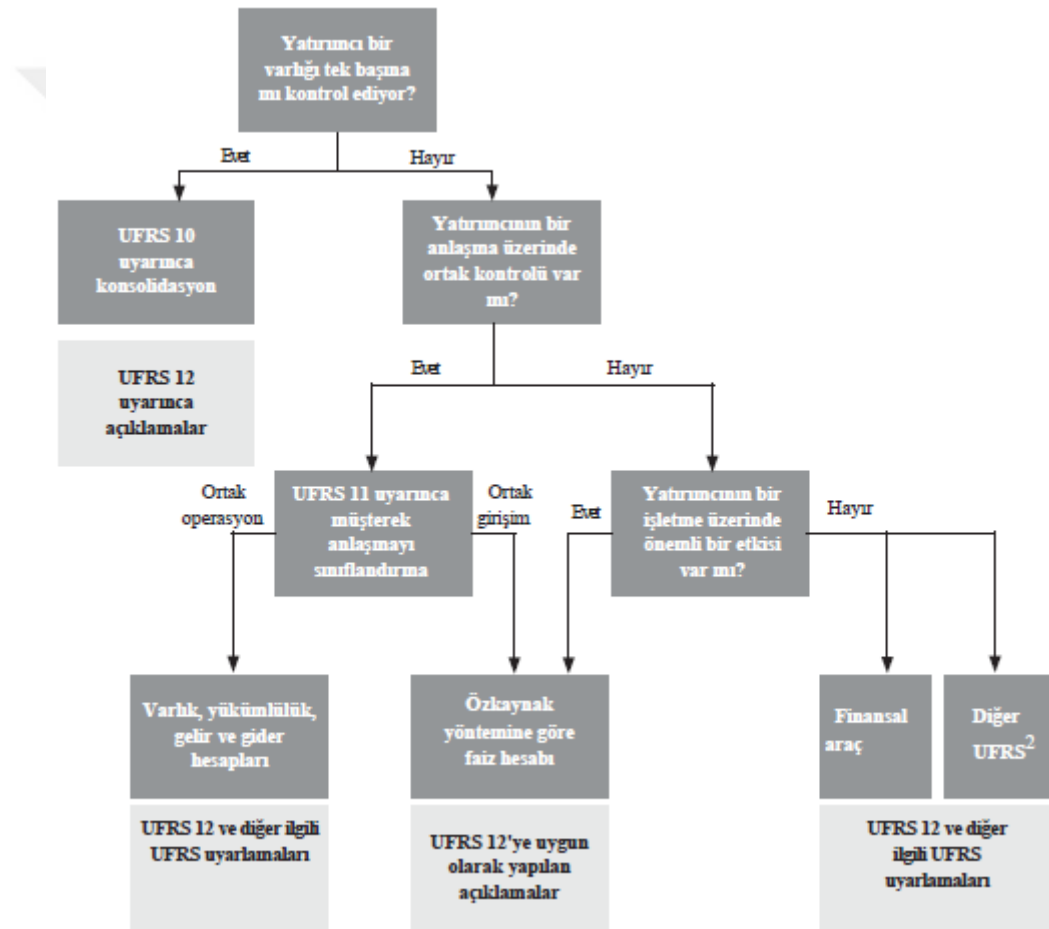 Yatırımcı bir
varlığı tek başına
mı kontrol ediyor?
Evet
Hayır
UFRS 10
uyarınca
konsolidasyon
Yatırımcının bir
anlaşma üzerinde
ortak kontrolü var
mı?
UFRS 12
uyarınca
açıklamalar
Evet
Hayır
Ortak
operasyon
UFRS 11 uyarınca
müşterek
anlaşmayı
sınıflandırma
Ortak
girişim
Evet
Yatırımcının bir
işletme üzerinde
önemli bir etkisi
var mı?
Hayır
Varlık, yükümlülük,
gelir ve gider
hesapları
Özkaynak
yöntemine göre
faiz hesabı
Finansal
araç
Diğer
UFRS2
UFRS 12 ve diğer ilgili
UFRS uyarlamaları
UFRS 12'ye uygun
olarak yapılan
açıklamalar
UFRS 12 ve diğer
ilgili UFRS
uyarlamaları